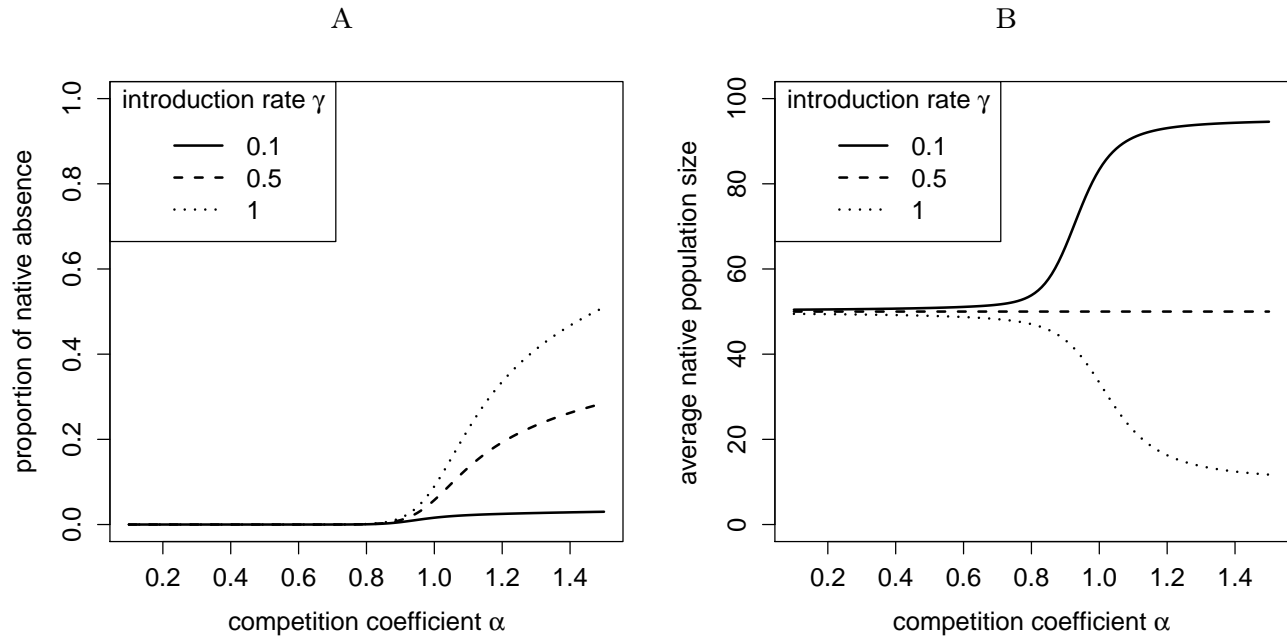 A
introduction rate γ
0.1
0.5
1
proportion of native absence
0.0
0.2
0.4
0.6
0.8
1.0
0.2 0.4 0.6 0.8 1.0 1.2 1.4
competition coefficient α
B
introduction rate γ
0.1
0.5
1
average native population size
0
20
40
60
80
100
0.2 0.4 0.6 0.8 1.0 1.2 1.4
competition coefficient α